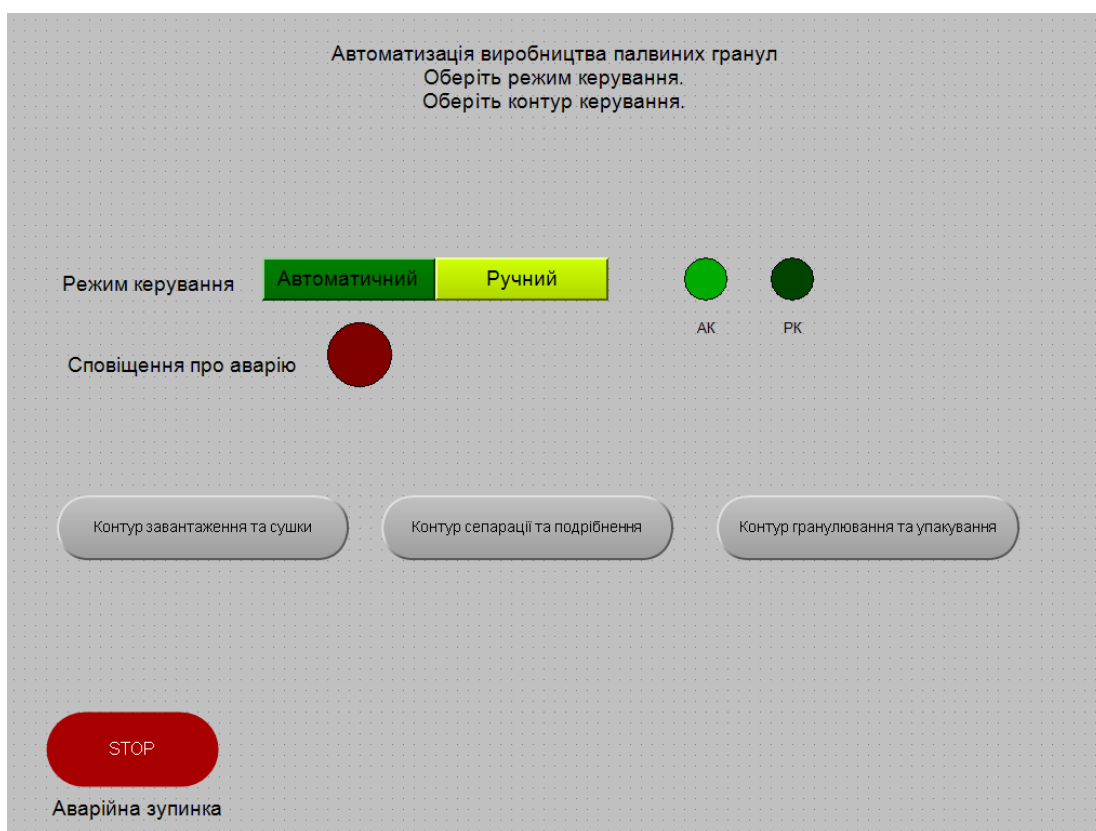 Автоматизація виробництва палвиних гранул
Оберіть режим керування.
Оберіть контур керування.
Режим керування
Автоматичний
Ручний
АК
РК
Сповіщення про аварію
Контур завантаження та сушки
Контур сепарації та подрібнення
Контур гранулювання та упакування
STOP
Аварійна зупинка